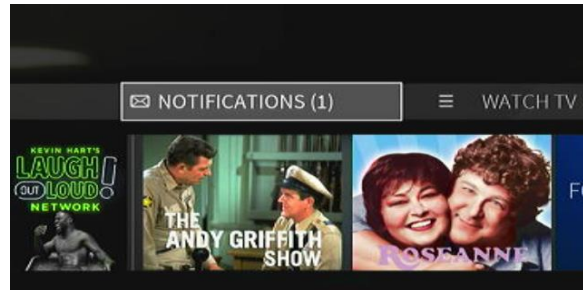 NOTIFICATIONS (1)
WATCH TV
KEVIN HART'S
LAUGH
OUT LOUD!
NETWORK
THE
ANDY GRIFFITH
SHOW
ROSEANNE